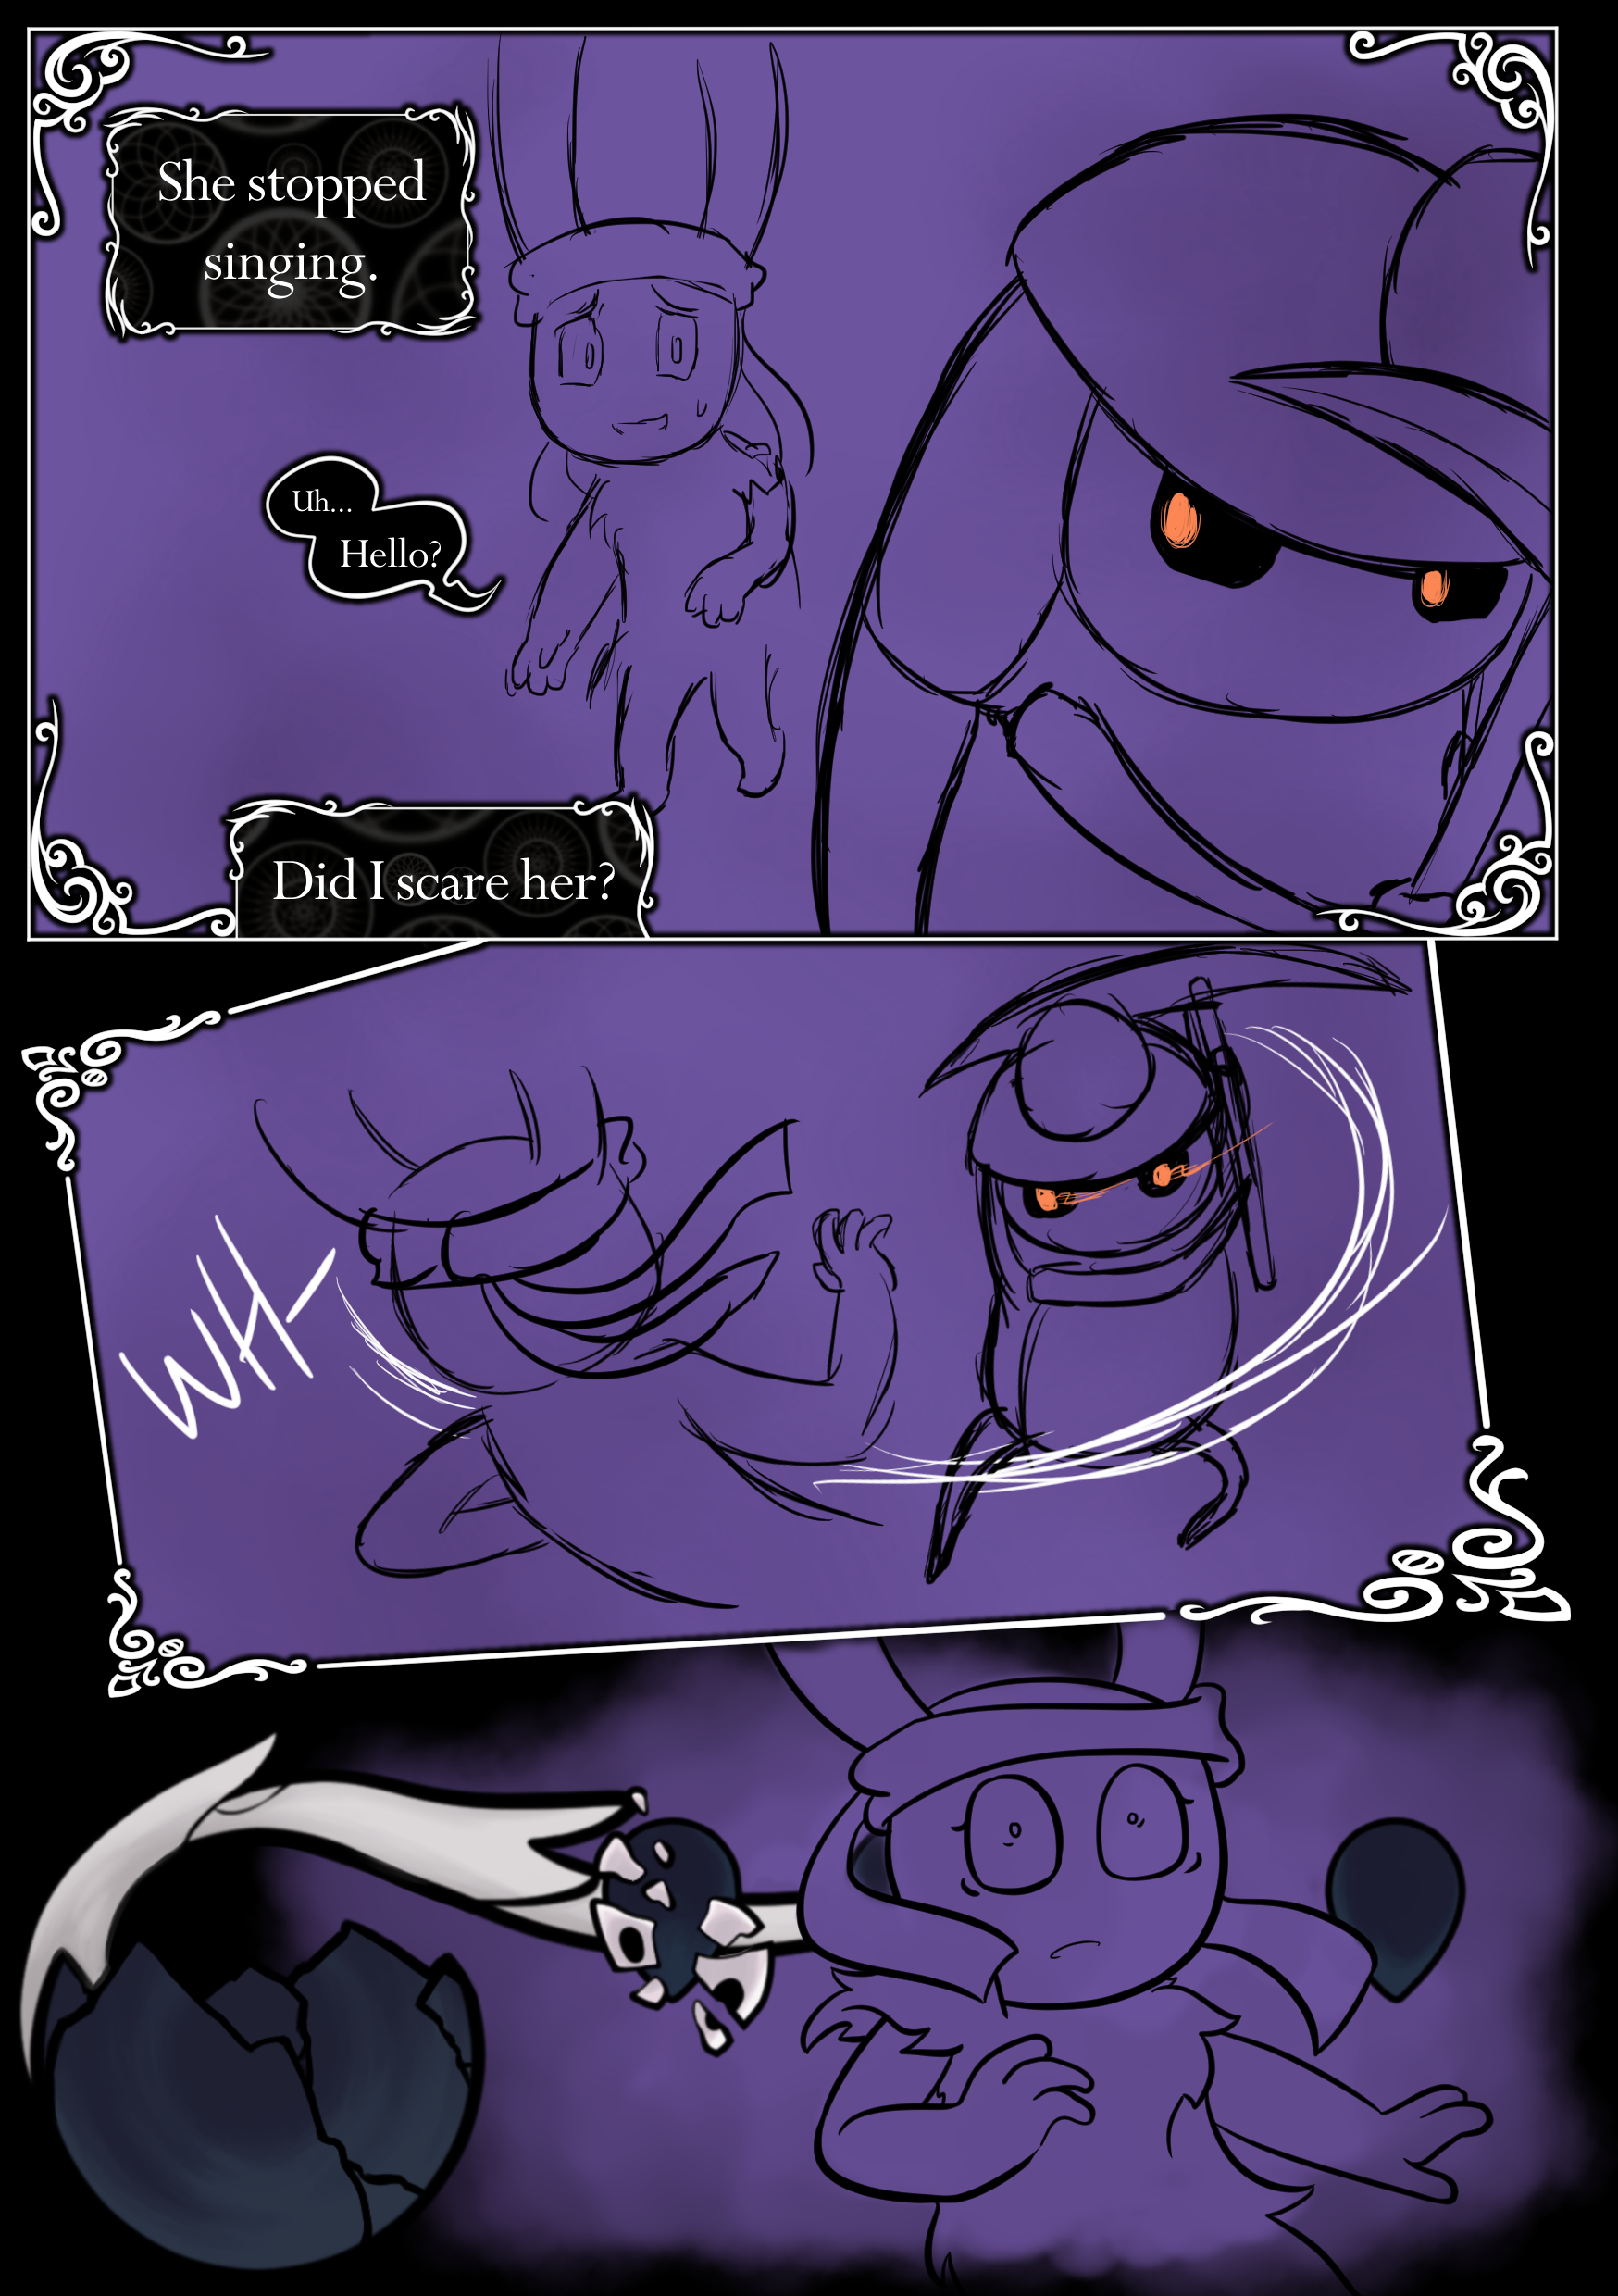 She stopped
singing.
Uh...
Hello?
Did I scare her?
WH-